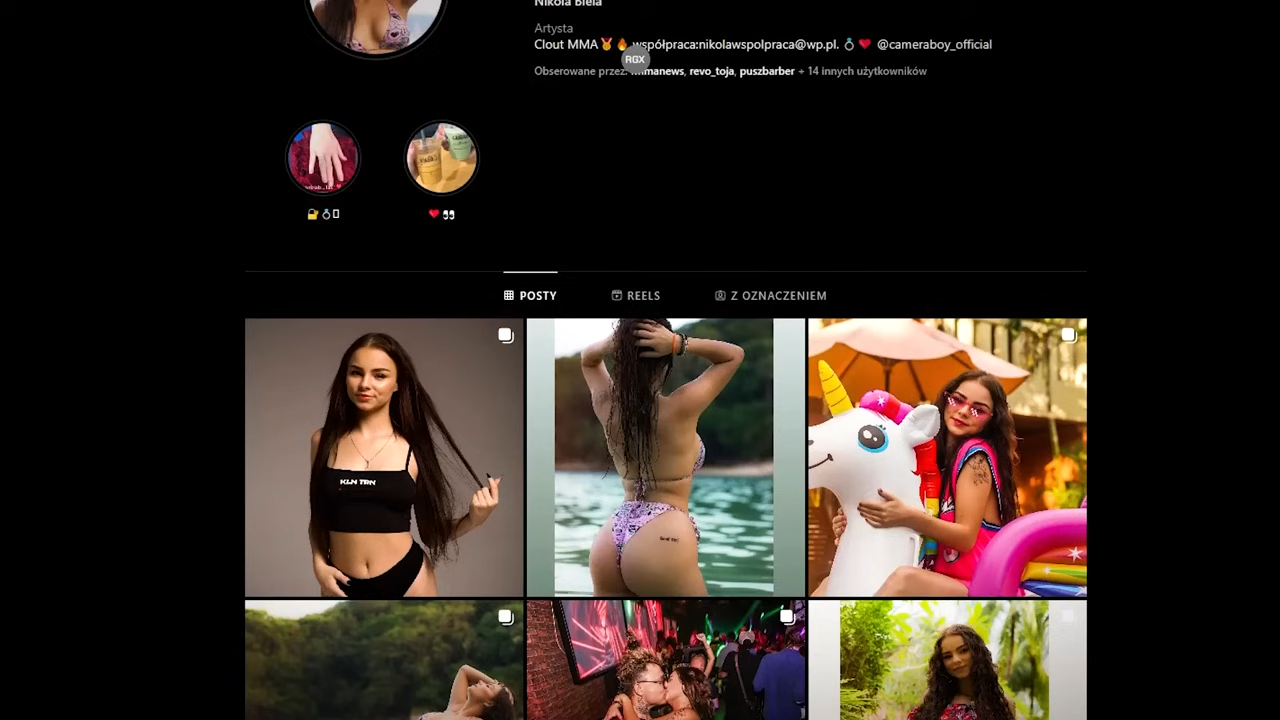 Nikola Biela
Artysta
Clout MMA🏅🔥 współpraca:nikolawspolpraca@wp.pl. 💍❤️ @cameraboy_official
RGX
Obserowane przez: mmanews, revo_toja, puszbarber + 14 innych użytkowników
POSTY
REELS
Z OZNACZENIEM
KLN TRN